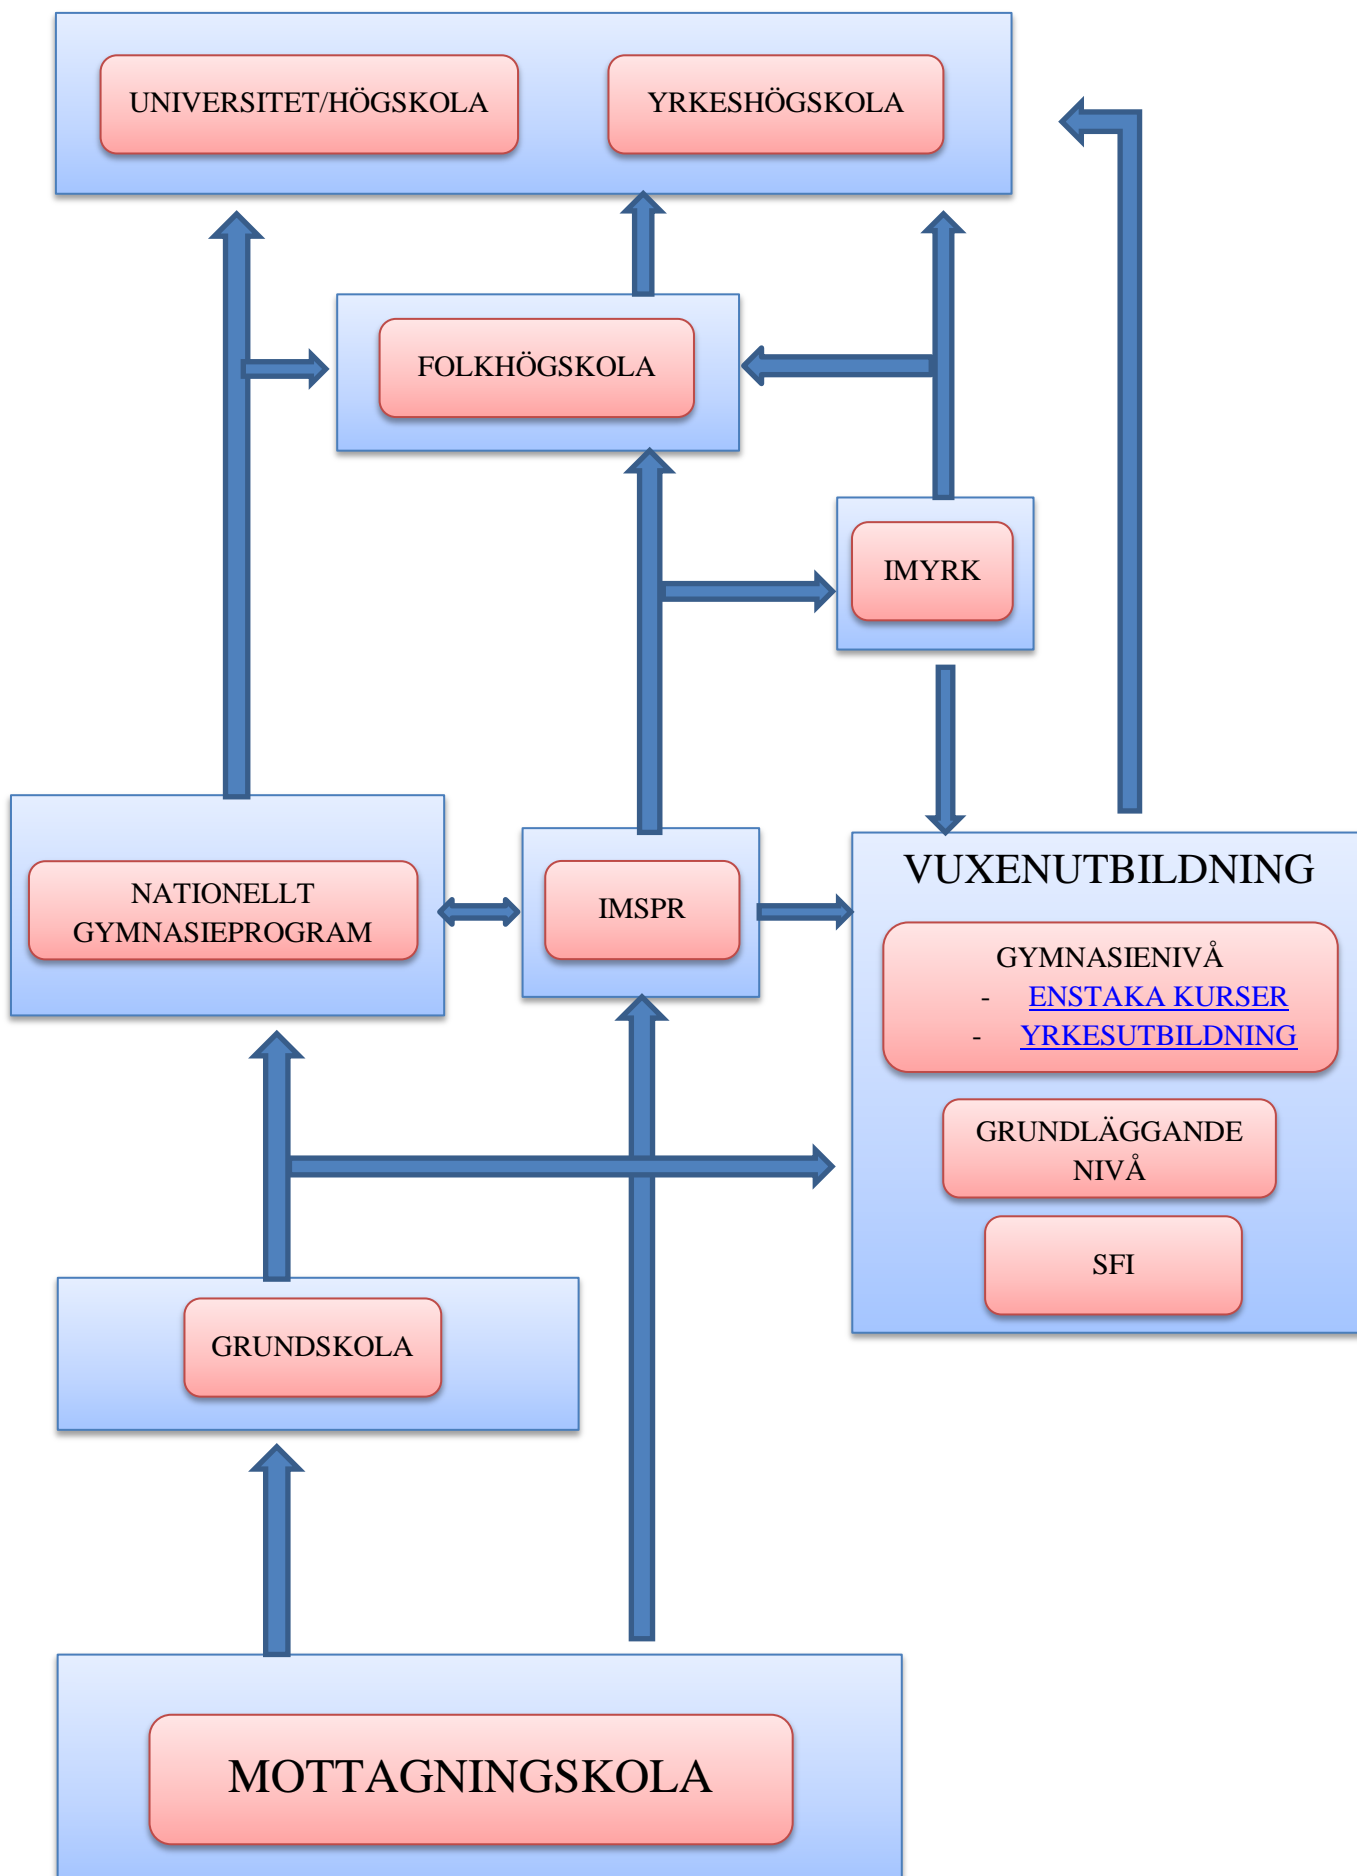 UNIVERSITET/HÖGSKOLA
YRKESHÖGSKOLA
FOLKHÖGSKOLA
IMYRK
NATIONELLT
GYMNASIEPROGRAM
IMSPR
VUXENUTBILDNING
GYMNASIENIVÅ
- ENSTAKA KURSER
- YRKESUTBILDNING
GRUNDLÄGGANDE
NIVÅ
SFI
GRUNDSKOLA
MOTTAGNINGSKOLA